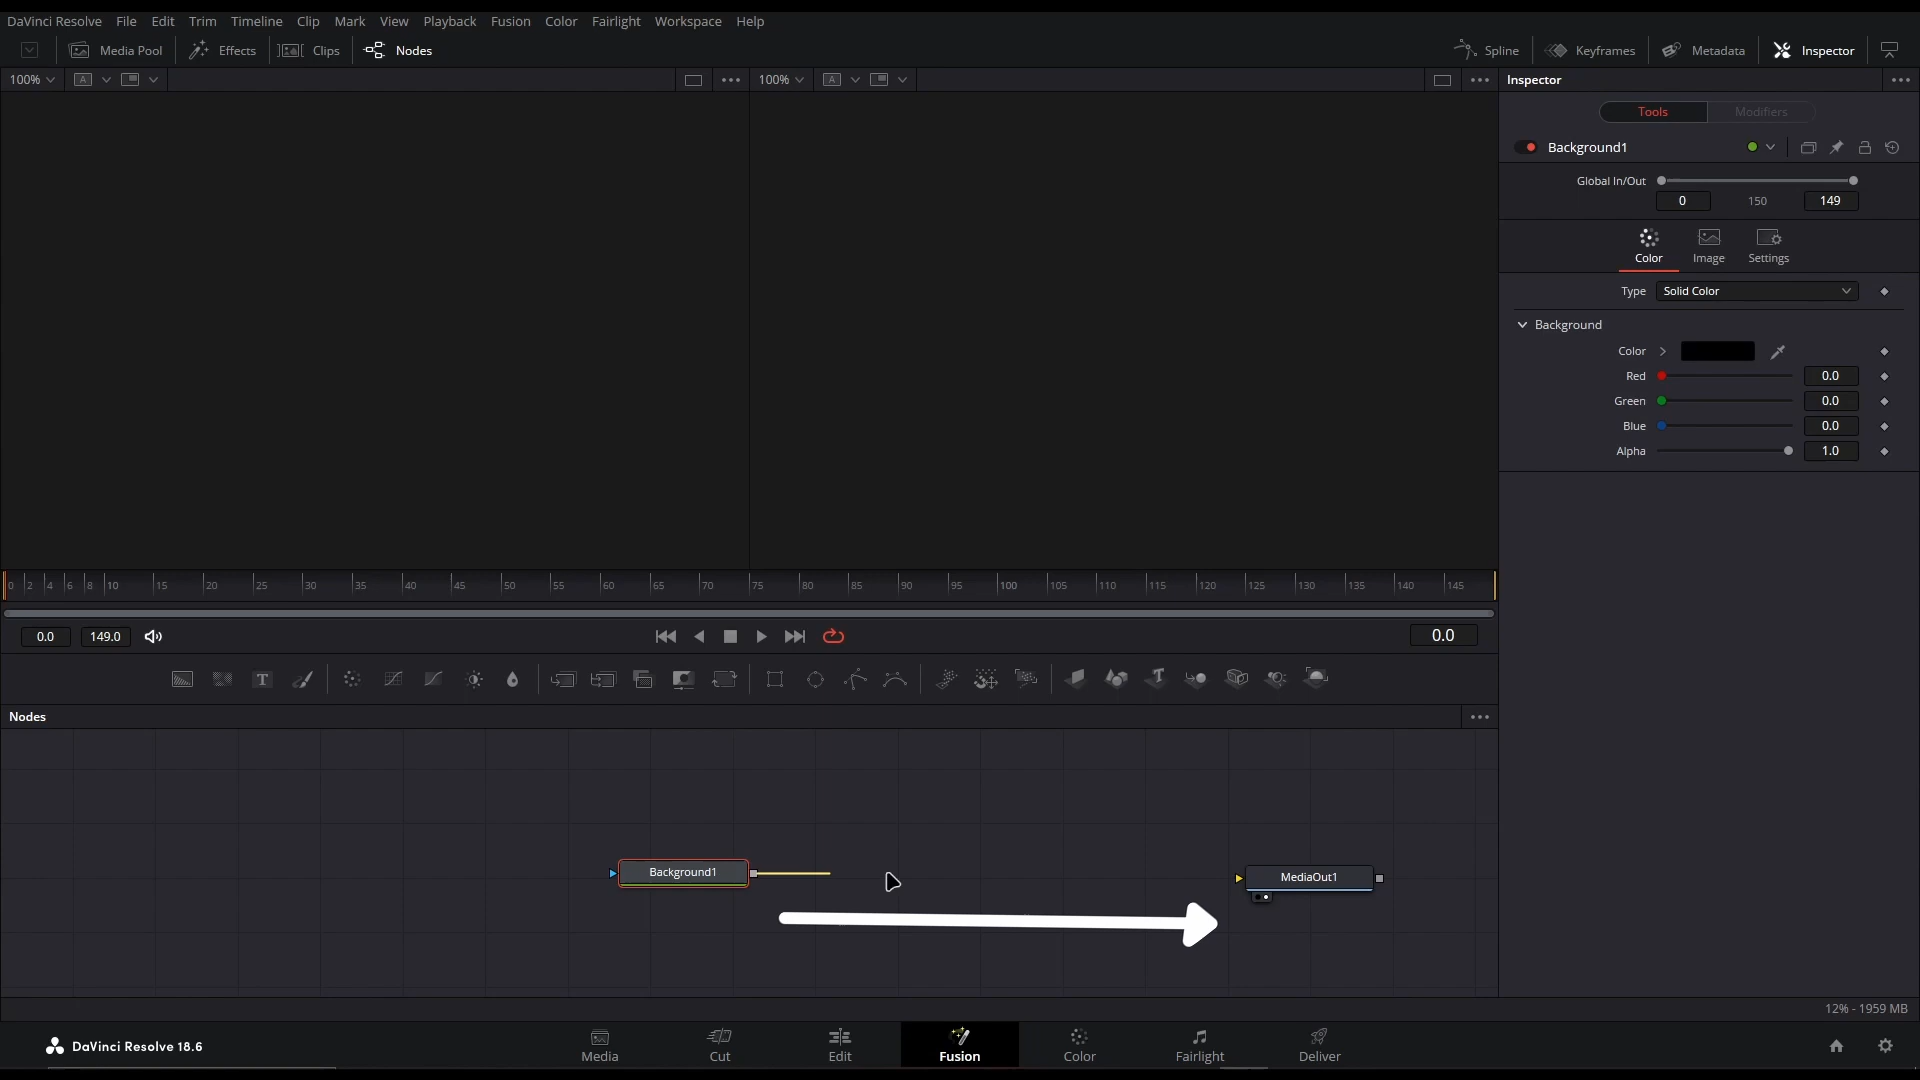 DaVinci Resolve File Edit Trim Timeline Clip Mark View Playback Fusion Color Fairlight Workspace Help
Media Pool Effects Clips Nodes Spline Keyframes Metadata Inspector
100% A 100% A Inspector
Tools Modifiers
Background1
Global In/Out
0 150 149
Color Image Settings
Type Solid Color
Background
Color
Red 0.0
Green 0.0
Blue 0.0
Alpha 1.0
0 2 4 6 8 10 15 20 25 30 35 40 45 50 55 60 65 70 75 80 85 90 95 100 105 110 115 120 125 130 135 140 145
0.0 149.0 0.0
T T
Nodes
Background1 MediaOut1
12% - 1959 MB
DaVinci Resolve 18.6 Media Cut Edit Fusion Color Fairlight Deliver